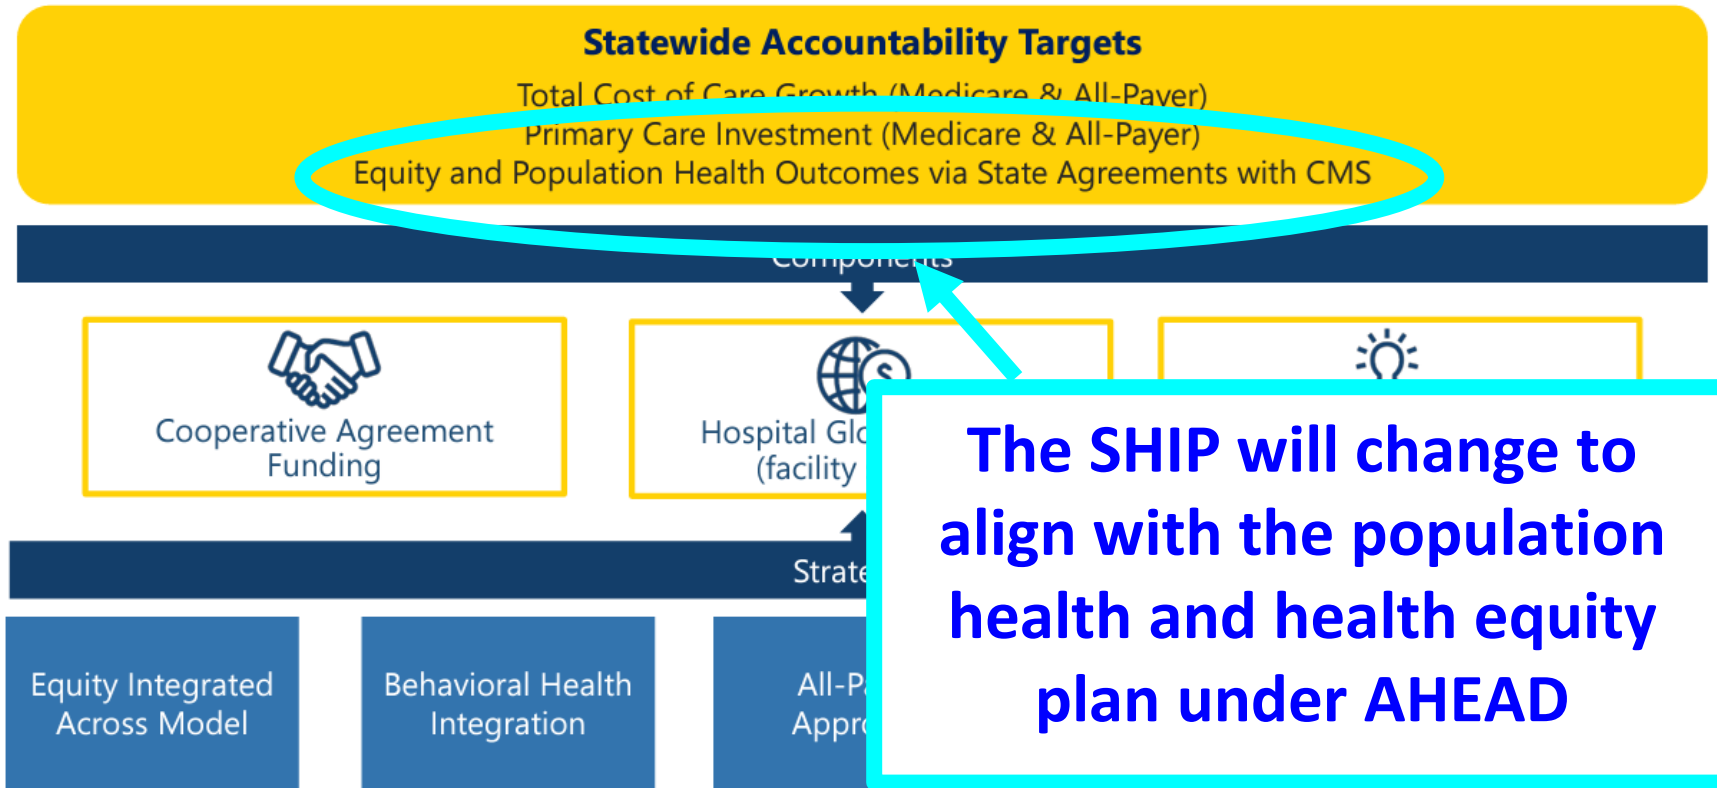 Statewide Accountability Targets
Total Cost of Care Growth (Medicare & All-Payer)
Primary Care Investment (Medicare & All-Payer)
Equity and Population Health Outcomes via State Agreements with CMS
Components
Cooperative Agreement
Funding
Hospital
(facility
$
The SHIP will change to
align with the population
health and health equity
plan under AHEAD
Equity Integrated
Across Model
Behavioral Health
Integration